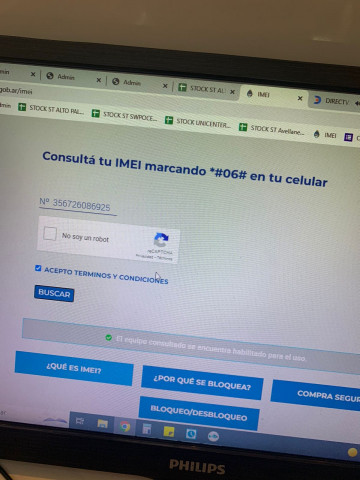 min
Admin
Admin
STOCK ST AL
IMEI
DIRECTV
gob.ar/imei
dmin
STOCK ST ALTO PAL...
STOCK ST SWPOCE...
STOCK UNICENTER...
STOCK ST Avellane...
IMEI
Consultá tu IMEI marcando *#06# en tu celular
N° 356726086925
No soy un robot
reCAPTCHA
Privacidad - Términos
ACEPTO TERMINOS Y CONDICIONES
BUSCAR
El equipo consultado se encuentra habilitado para el uso.
¿QUÉ ES IMEI?
¿POR QUÉ SE BLOQUEA?
COMPRA SEGUR
BLOQUEO/DESBLOQUEO
PHILIPS